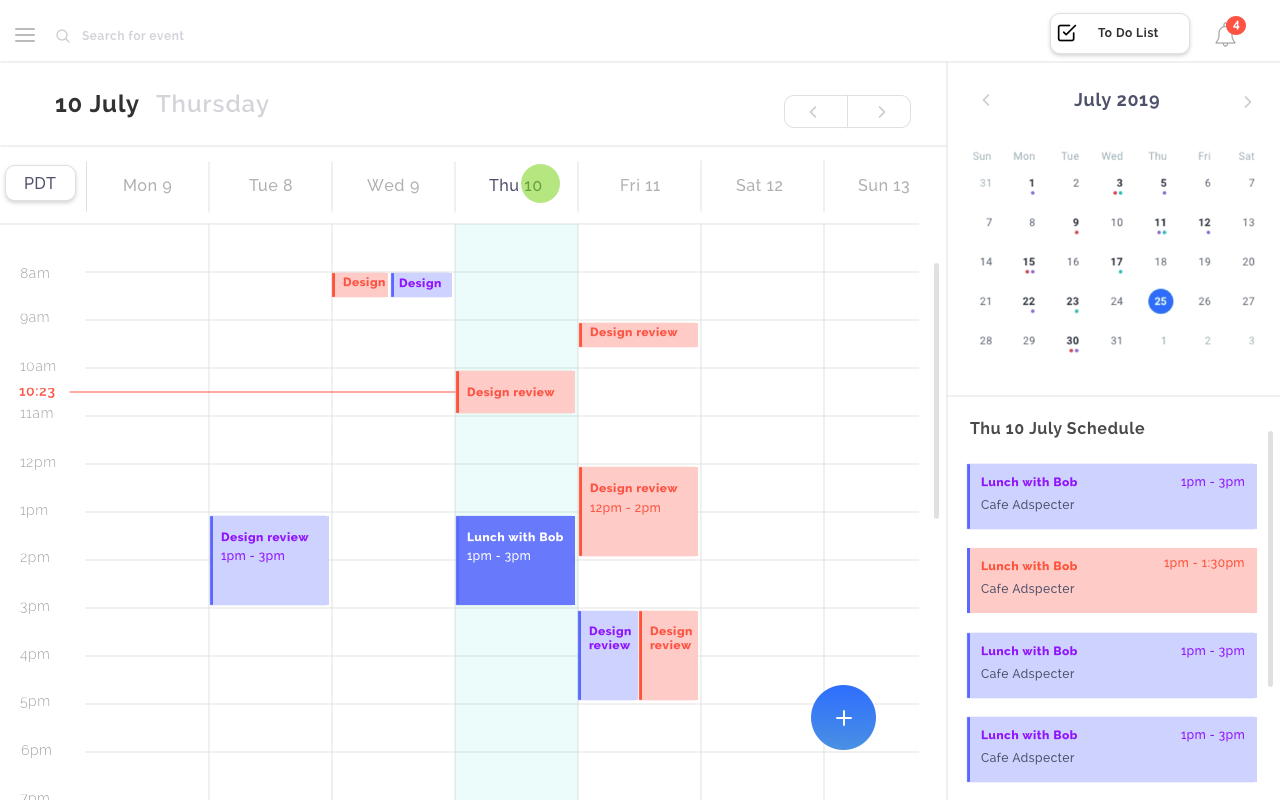 Search for event
To Do List
4
10 July Thursday
PDT
Mon 9
Tue 8
Wed 9
Thu 10
Fri 11
Sat 12
Sun 13
8am
9am
10am
10:23
11am
12pm
1pm
2pm
3pm
4pm
5pm
6pm
7pm
Design
Design
Design review
Design review
Design review
12pm - 2pm
Design review
1pm - 3pm
Lunch with Bob
1pm - 3pm
Design
review
Design
review
July 2019
Sun Mon Tue Wed Thu Fri Sat
31 1 2 3 5 6 7
7 8 9 10 11 12 13
14 15 16 17 18 19 20
21 22 23 24 25 26 27
28 29 30 31 1 2 3
Thu 10 July Schedule
Lunch with Bob 1pm - 3pm
Cafe Adspecter
Lunch with Bob 1pm - 1:30pm
Cafe Adspecter
Lunch with Bob 1pm - 3pm
Cafe Adspecter
Lunch with Bob 1pm - 3pm
Cafe Adspecter